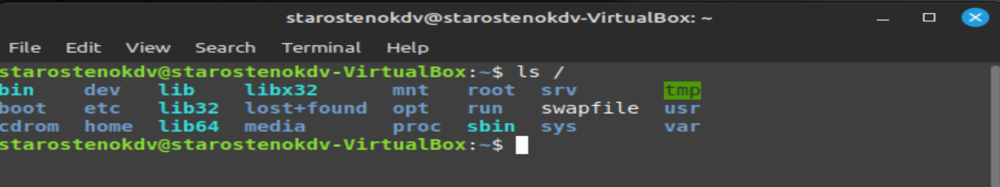 starostenokdv@starostenokdv-VirtualBox: ~
File Edit View Search Terminal Help
starostenokdv@starostenokdv-VirtualBox:~$ ls /
bin dev lib libx32 mnt root srv tmp
boot etc lib32 lost+found opt run swapfile usr
cdrom home lib64 media proc sbin sys var
starostenokdv@starostenokdv-VirtualBox:~$